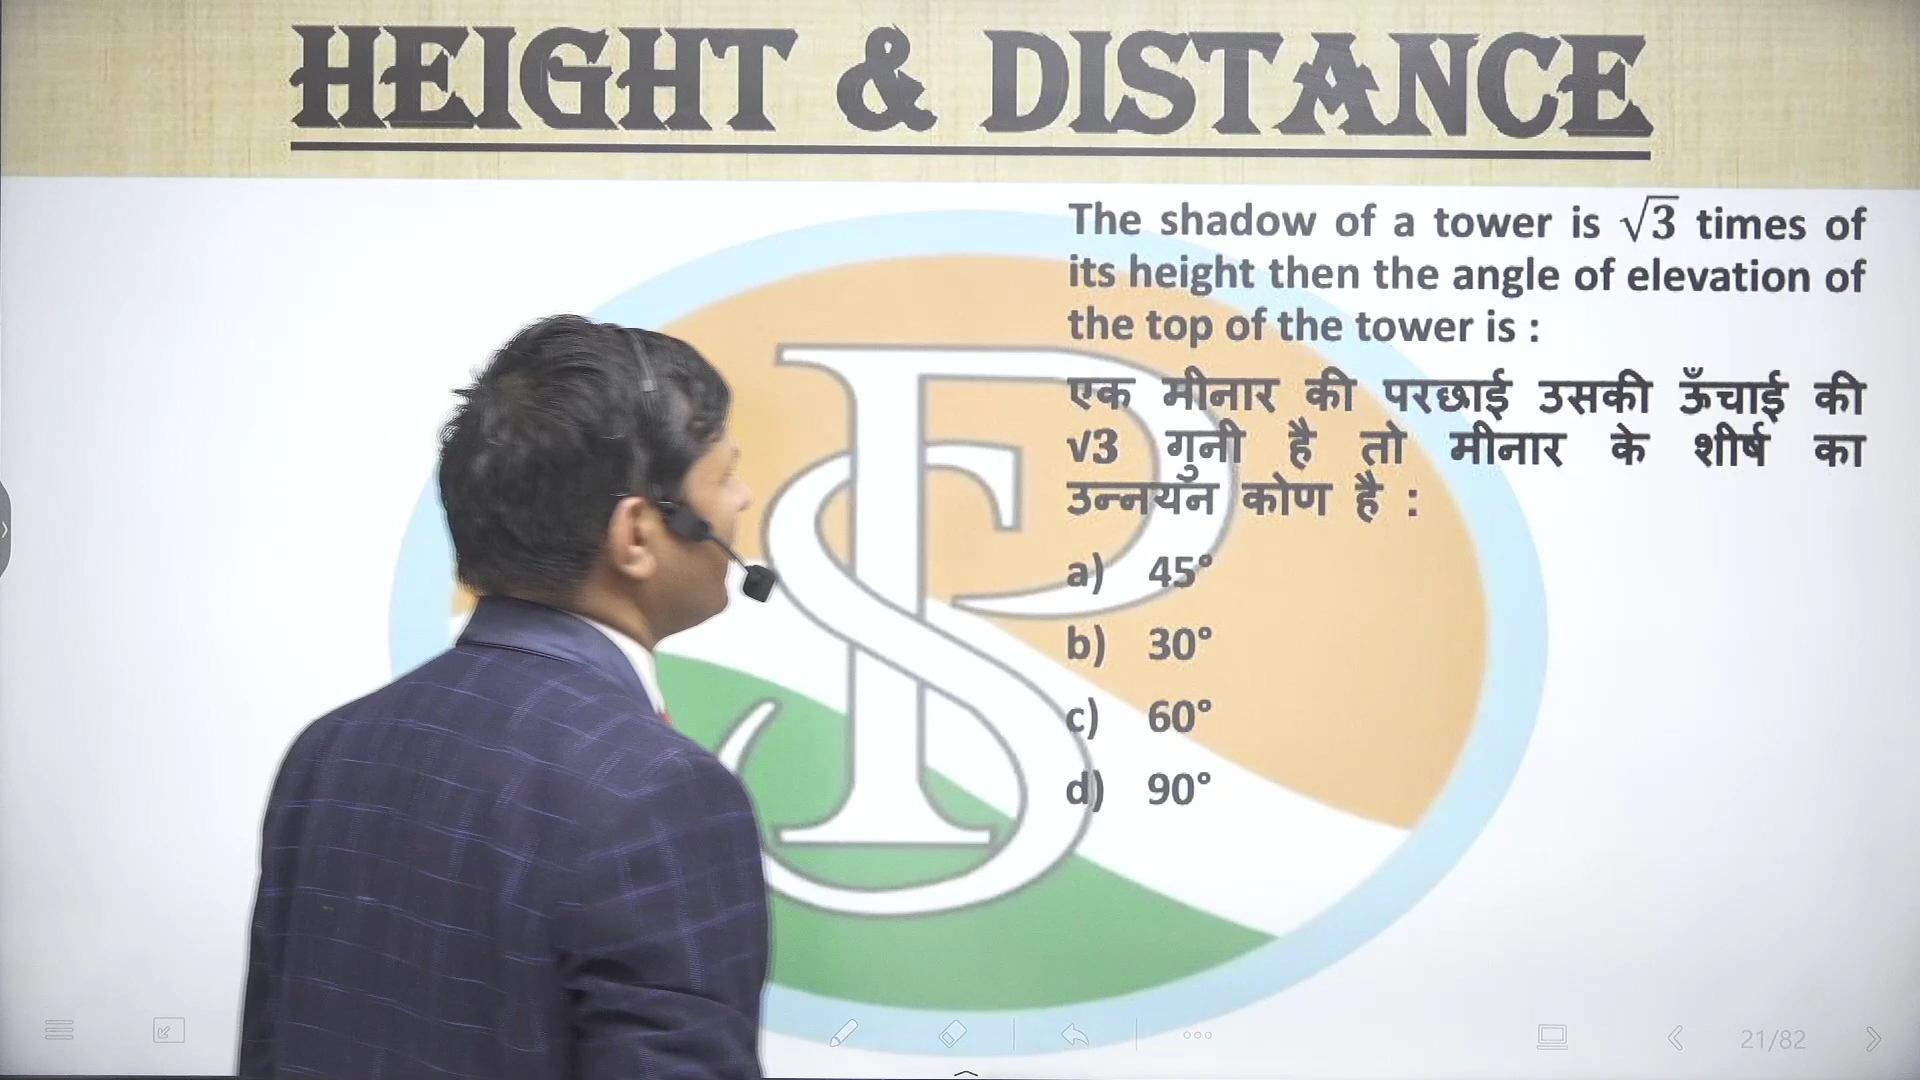 HEIGHT & DISTANCE
The shadow of a tower is √3 times of
its height then the angle of elevation of
the top of the tower is :
एक मीनार की परछाई उसकी ऊँचाई की
√3 गुनी है तो मीनार के शीर्ष का
उन्नयन कोण है :
a) 45°
b) 30°
c) 60°
d) 90°
21/82